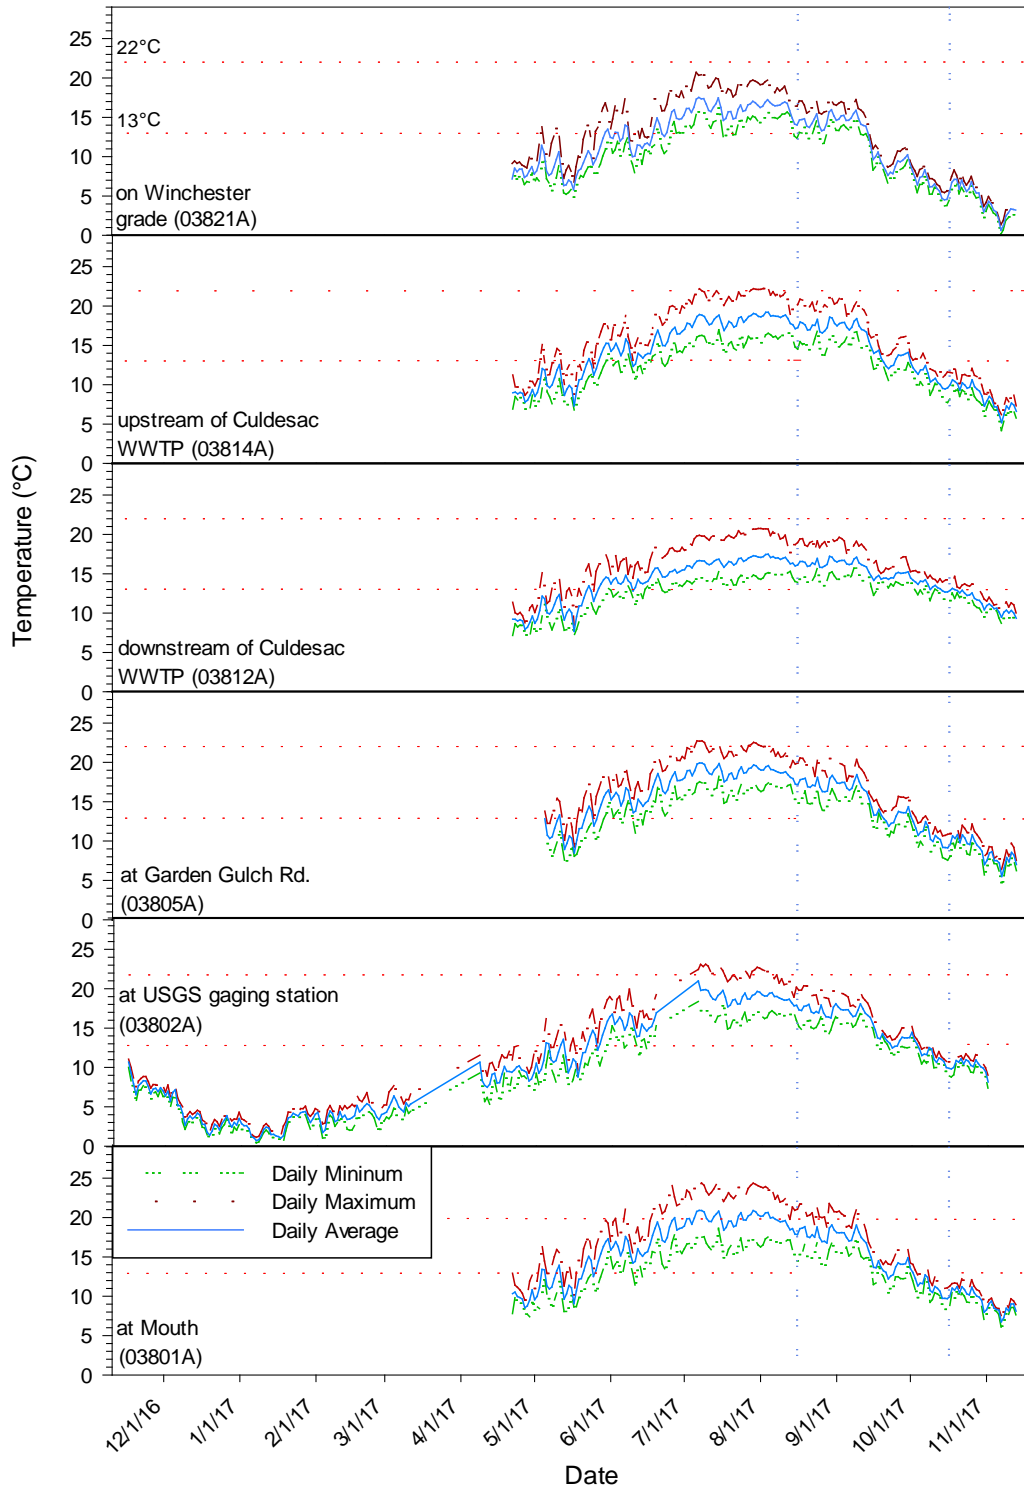 25
22°C
20
15
13°C
10
5
on Winchester
grade (03821A)
0
25
20
15
10
5
upstream of Culdesac
WWTP (03814A)
0
25
20
15
10
5
downstream of Culdesac
WWTP (03812A)
0
25
20
15
10
5
at Garden Gulch Rd.
(03805A)
0
25
20
at USGS gaging station
(03802A)
15
10
5
0
25
20
15
10
5
0
Daily Mininum
Daily Maximum
Daily Average
at Mouth
(03801A)
Temperature (°C)
12/1/16
1/1/17
2/1/17
3/1/17
4/1/17
5/1/17
6/1/17
7/1/17
8/1/17
9/1/17
10/1/17
11/1/17
Date